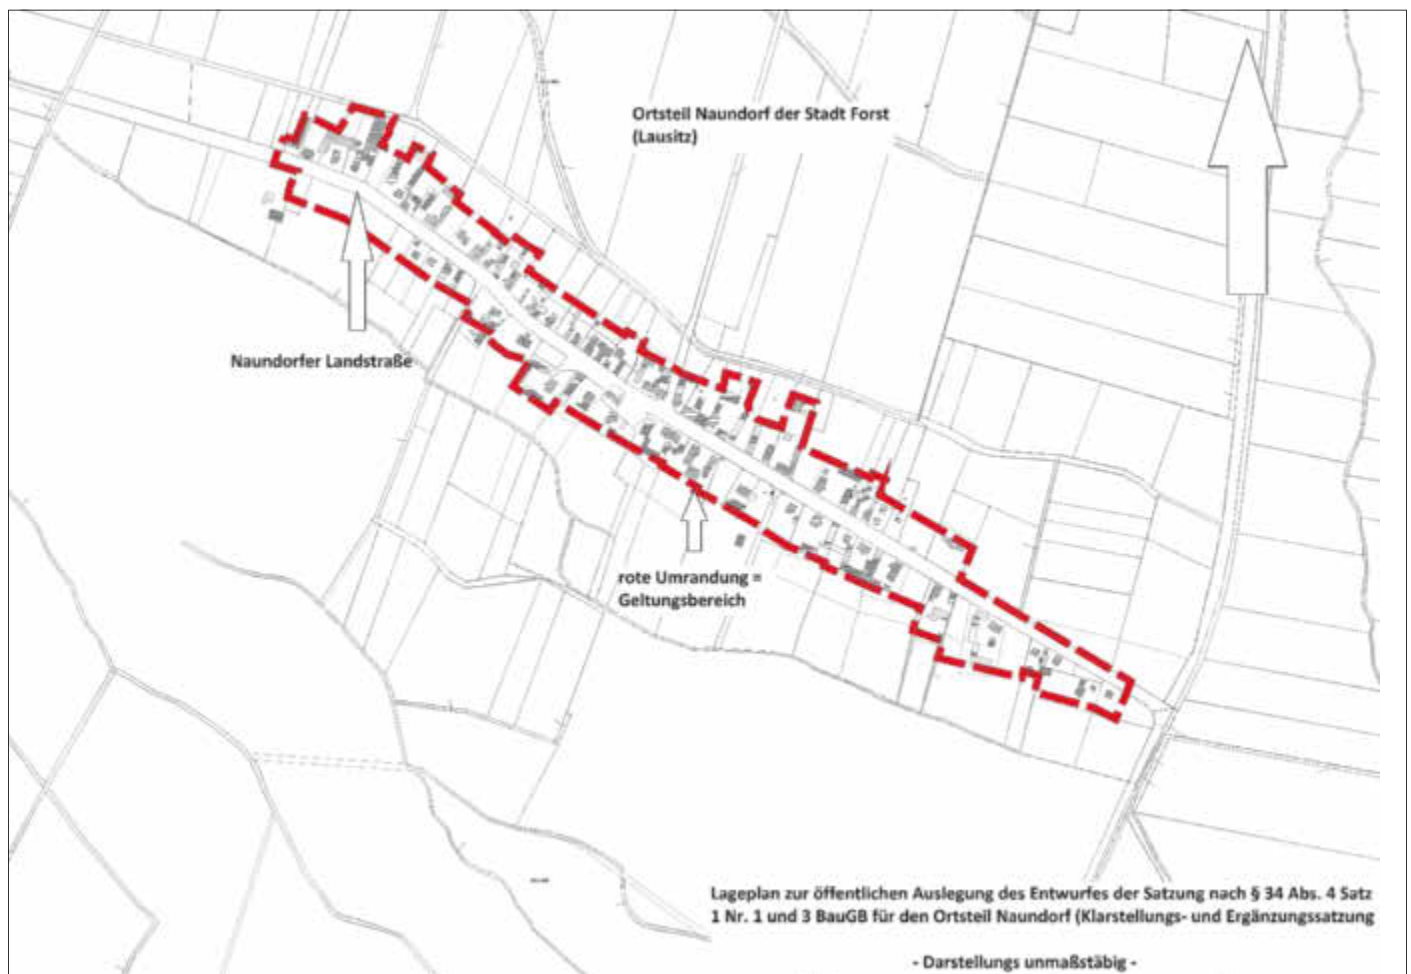 Ortsteil Naundorf der Stadt Forst
(Lausitz)
Naundorfer Landstraße
rote Umrandung =
Geltungsbereich
Lageplan zur öffentlichen Auslegung des Entwurfes der Satzung nach § 34 Abs. 4 Satz
1 Nr. 1 und 3 BauGB für den Ortsteil Naundorf (Klarstellungs- und Ergänzungssatzung
- Darstellungs unmaßstäbig -